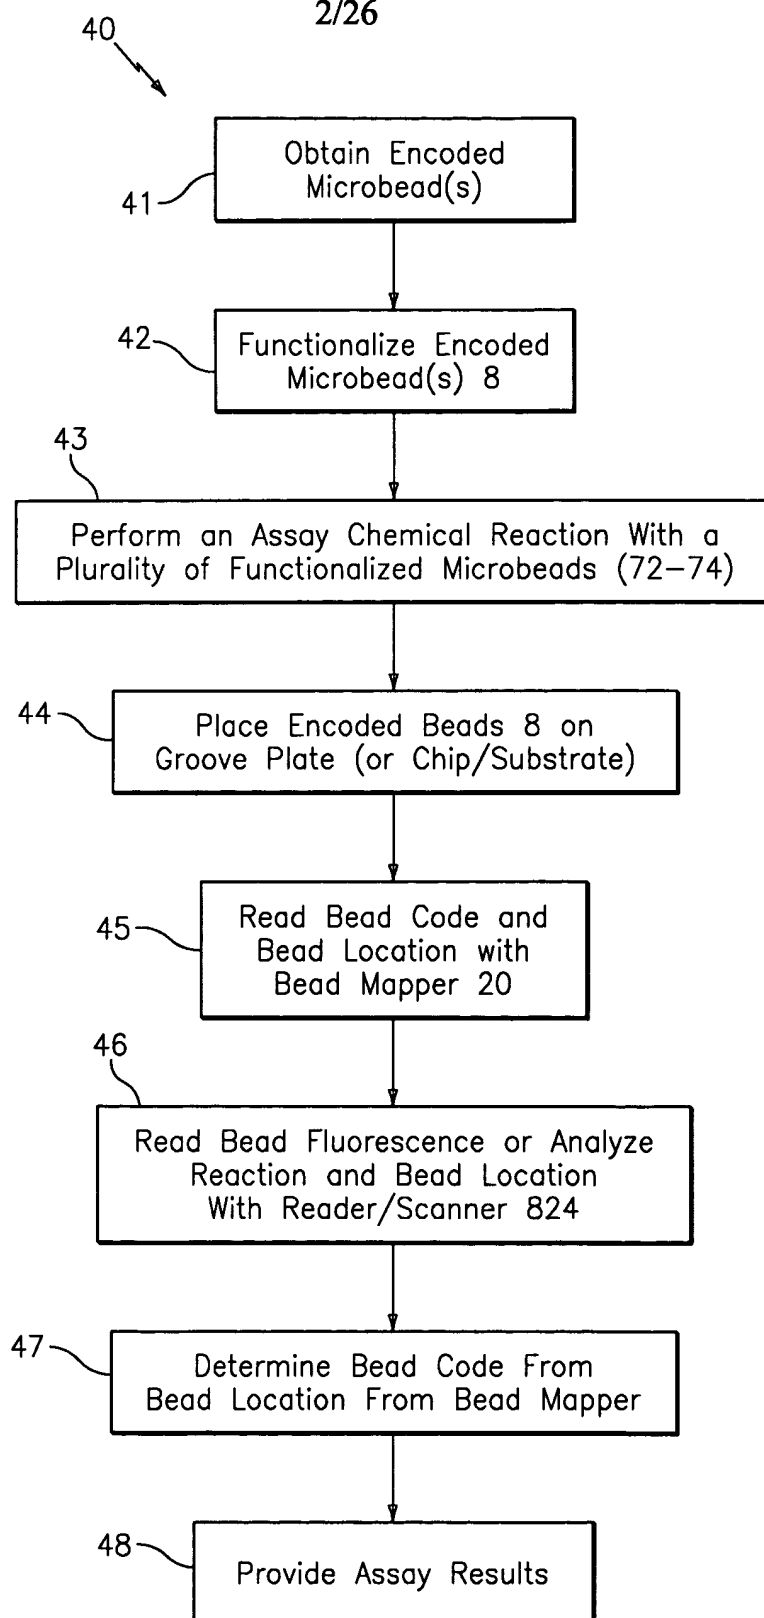 2/26
40
Obtain Encoded
Microbead(s)
41
42
Functionalize Encoded
Microbead(s) 8
43
Perform an Assay Chemical Reaction With a
Plurality of Functionalized Microbeads (72–74)
44
Place Encoded Beads 8 on
Groove Plate (or Chip/Substrate)
45
Read Bead Code and
Bead Location with
Bead Mapper 20
46
Read Bead Fluorescence or Analyze
Reaction and Bead Location
With Reader/Scanner 824
47
Determine Bead Code From
Bead Location From Bead Mapper
48
Provide Assay Results